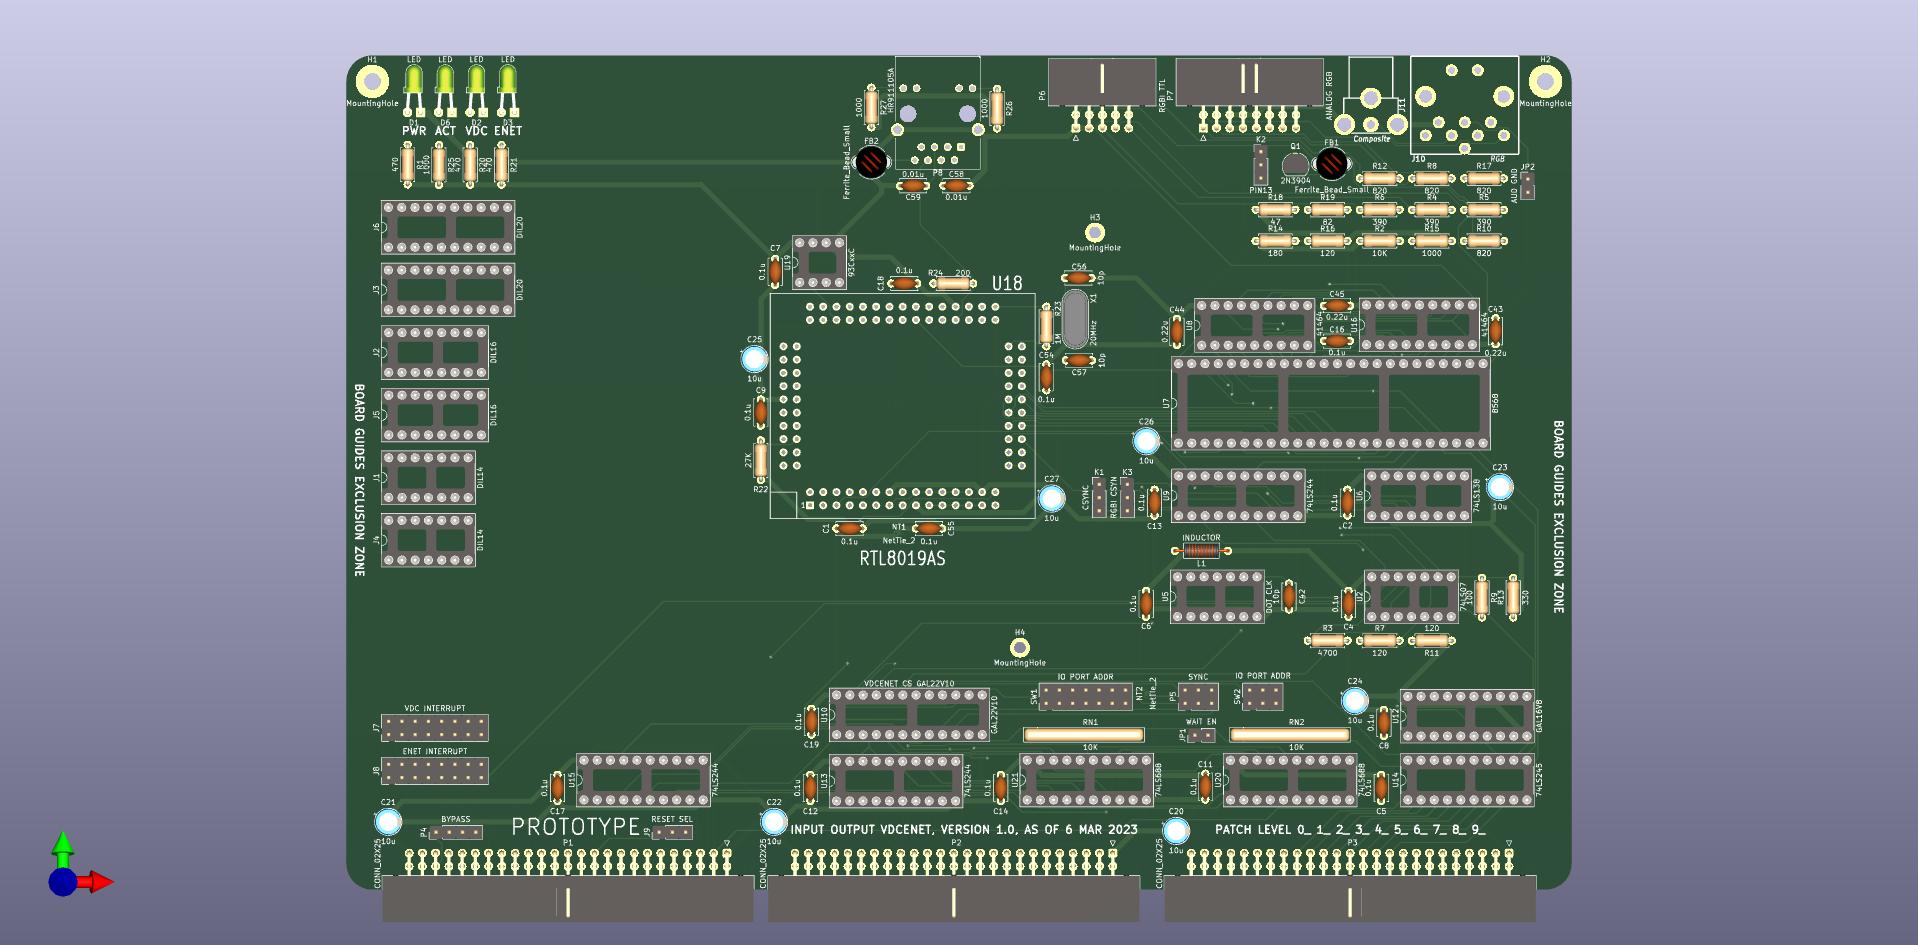 H1
MountingHole
LED
LED
LED
LED
D1
D6
D2
D3
PWR ACT VDC ENET
470
R1
1000
R25
470
R20
470
R21
J6
DIL20
J3
DIL20
J2
DIL16
J5
DIL16
J1
DIL14
J4
DIL14
BOARD GUIDES EXCLUSION ZONE
1000
R27
HR911105A
1000
R26
FB2
Ferrite_Bead_Small
P8
0.01u
C59
C58
0.01u
P6
RGBI TTL
P7
ANALOG RGB
J11
Composite
J10
RGB
H2
MountingHole
K2
PIN13
Q1
2N3904
FB1
Ferrite_Bead_Small
R12
820
R8
820
R17
820
JP2
AUD GND
R18
47
R19
82
R6
390
R4
390
R5
390
R14
180
R16
120
R2
10K
R15
1000
R10
820
H3
MountingHole
C7
0.1u
U19
93CxxC
C18
0.1u
R24
200
U18
C56
10p
X1
20MHz
R23
1M
C54
0.1u
C57
10p
C25
10u
C9
0.1u
27K
R22
C1
0.1u
NT1
NetTie_2
0.1u
C55
RTL8019AS
C27
10u
C44
0.22u
U8
41464
C45
0.22u
C16
0.1u
U16
41464
C43
0.22u
U7
8568
C26
10u
K1
CSYNC
K3
RGBI CSYN
0.1u
C13
U9
74LS244
0.1u
C2
U6
74LS138
C23
10u
INDUCTOR
L1
0.1u
C6
U5
DOT CLK
10p
C42
0.1u
C4
U2
74LS07
100
R9
R13
330
R3
4700
R7
120
120
R11
BOARD GUIDES EXCLUSION ZONE
H4
MountingHole
VDC INTERRUPT
J7
ENET INTERRUPT
J8
VDCENET CS GAL22V10
0.1u
C19
U10
GAL22V10
IO PORT ADDR
SW1
NT2
NetTie_2
SYNC
P5
IO PORT ADDR
SW2
C24
10u
0.1u
C8
U12
GAL16V8
RN1
10K
WAIT EN
JP1
RN2
10K
0.1u
C17
U15
74LS244
0.1u
C12
U13
74LS244
0.1u
C14
U21
74LS688
C11
0.1u
U20
74LS688
0.1u
C5
U14
74LS245
C21
10u
P4
BYPASS
PROTOTYPE
J9
RESET SEL
C22
10u
INPUT OUTPUT VDCENET, VERSION 1.0, AS OF 6 MAR 2023
C20
10u
PATCH LEVEL 0_ 1_ 2_ 3_ 4_ 5_ 6_ 7_ 8_ 9_
CONN_02X25
P1
CONN_02X25
P2
CONN_02X25
P3